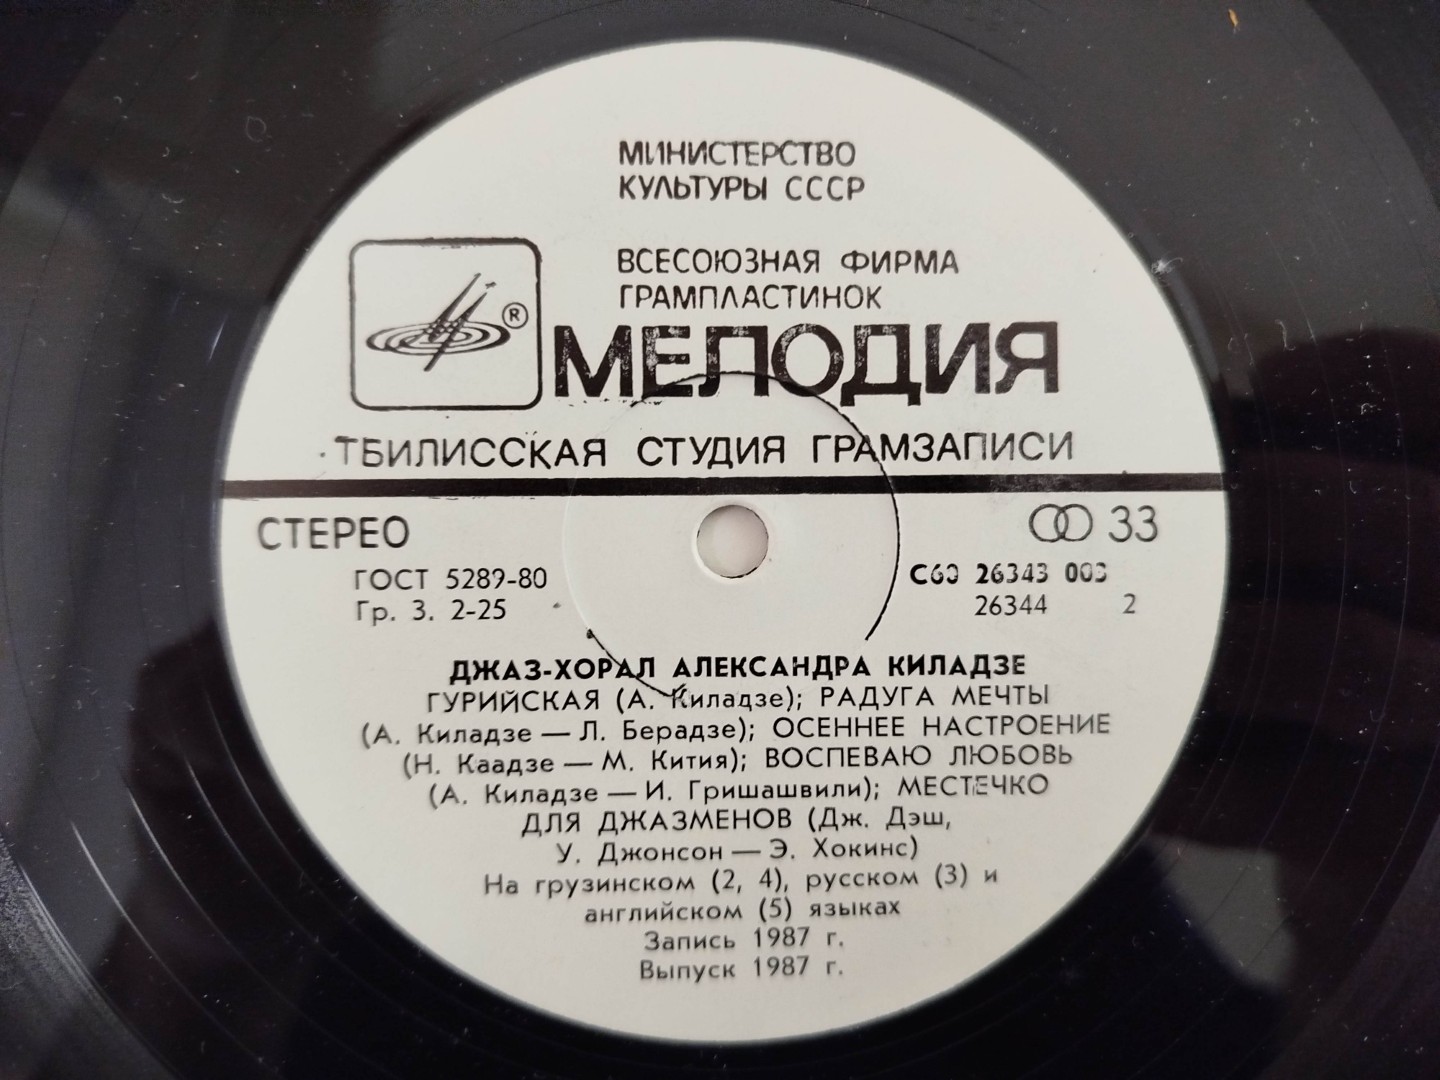 МИНИСТЕРСТВО
КУЛЬТУРЫ СССР
ВСЕСОЮЗНАЯ ФИРМА
ГРАМПЛАСТИНОК
®
МЕЛОДИЯ
ТБИЛИССКАЯ СТУДИЯ ГРАМЗАПИСИ
СТЕРЕО
33
ГОСТ 5289-80
С60 26343 003
Гр. 3. 2-25
26344 2
ДЖАЗ-ХОРАЛ АЛЕКСАНДРА КИЛАДЗЕ
ГУРИЙСКАЯ (А. Киладзе); РАДУГА МЕЧТЫ
(А. Киладзе — Л. Берадзе); ОСЕННЕЕ НАСТРОЕНИЕ
(Н. Каадзе — М. Кития); ВОСПЕВАЮ ЛЮБОВЬ
(А. Киладзе — И. Гришашвили); МЕСТЕЧКО
ДЛЯ ДЖАЗМЕНОВ (Дж. Дэш,
У. Джонсон — Э. Хокинс)
На грузинском (2, 4), русском (3) и
английском (5) языках
Запись 1987 г.
Выпуск 1987 г.